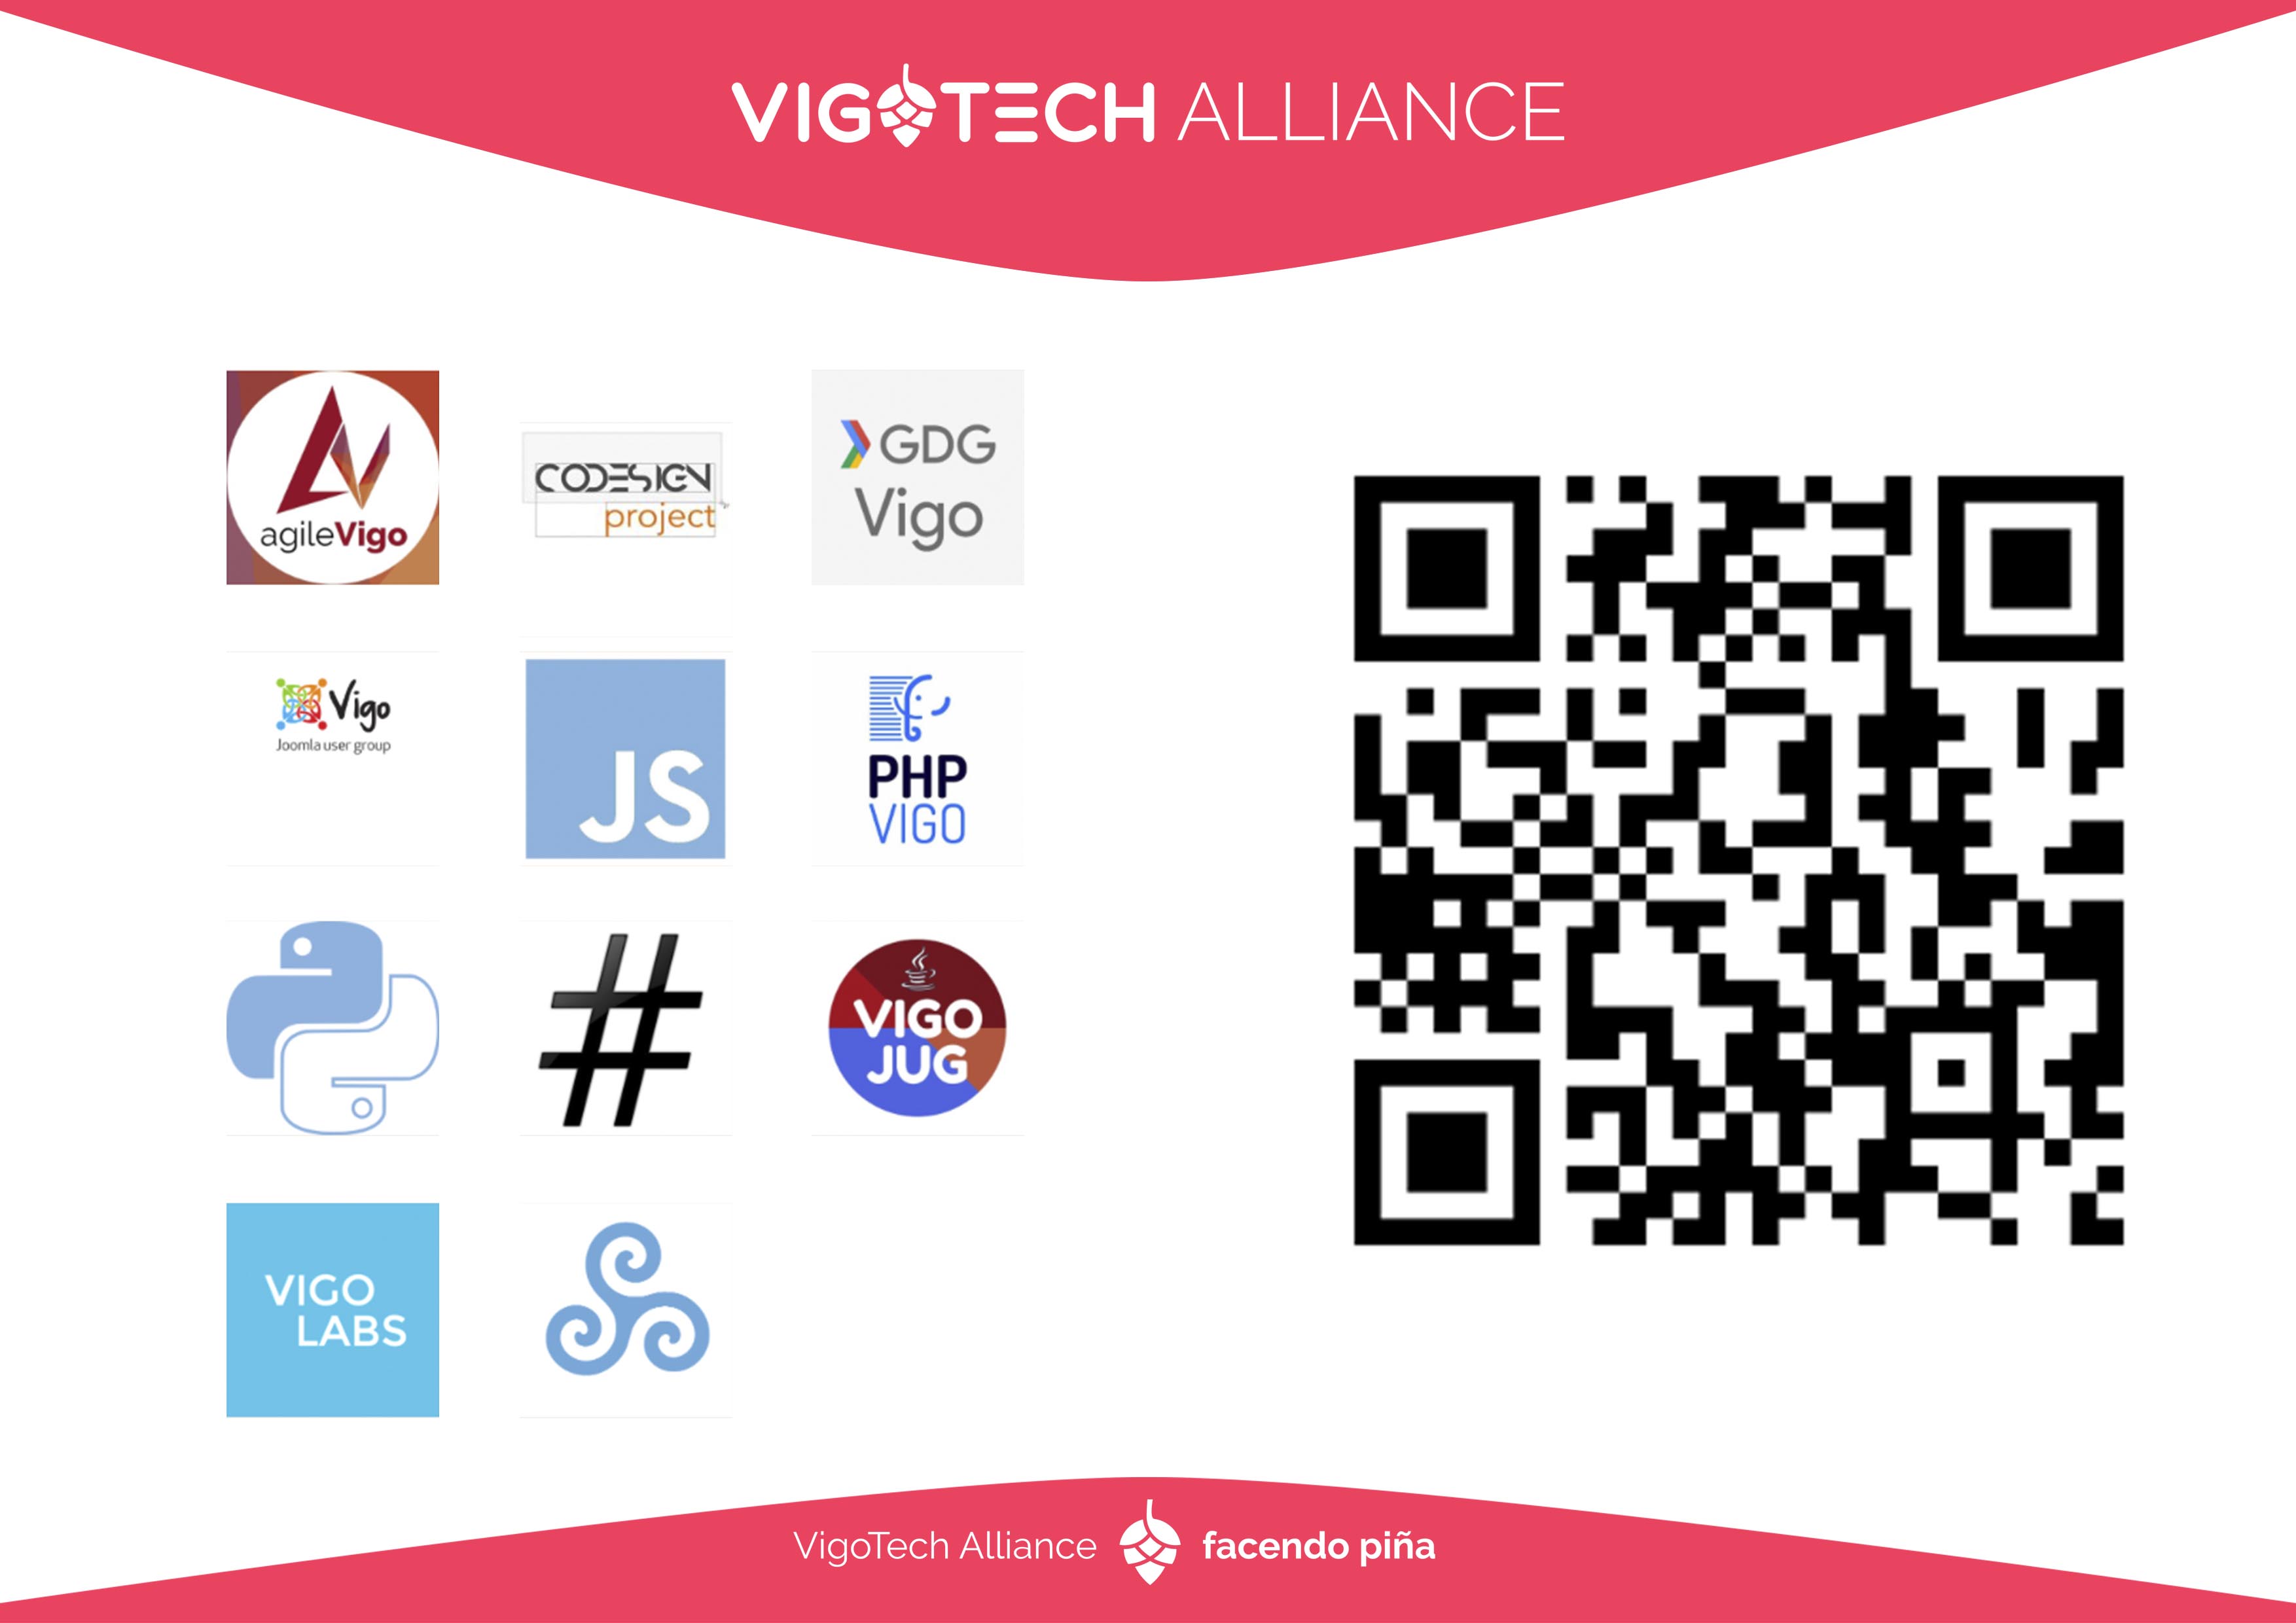 VIGOTECH ALLIANCE
agileVigo
CODESIGN
project
GDG
Vigo
Vigo
Joomla user group
JS
PHP
VIGO
#
VIGO
JUG
VIGO
LABS
VigoTech Alliance facendo piña